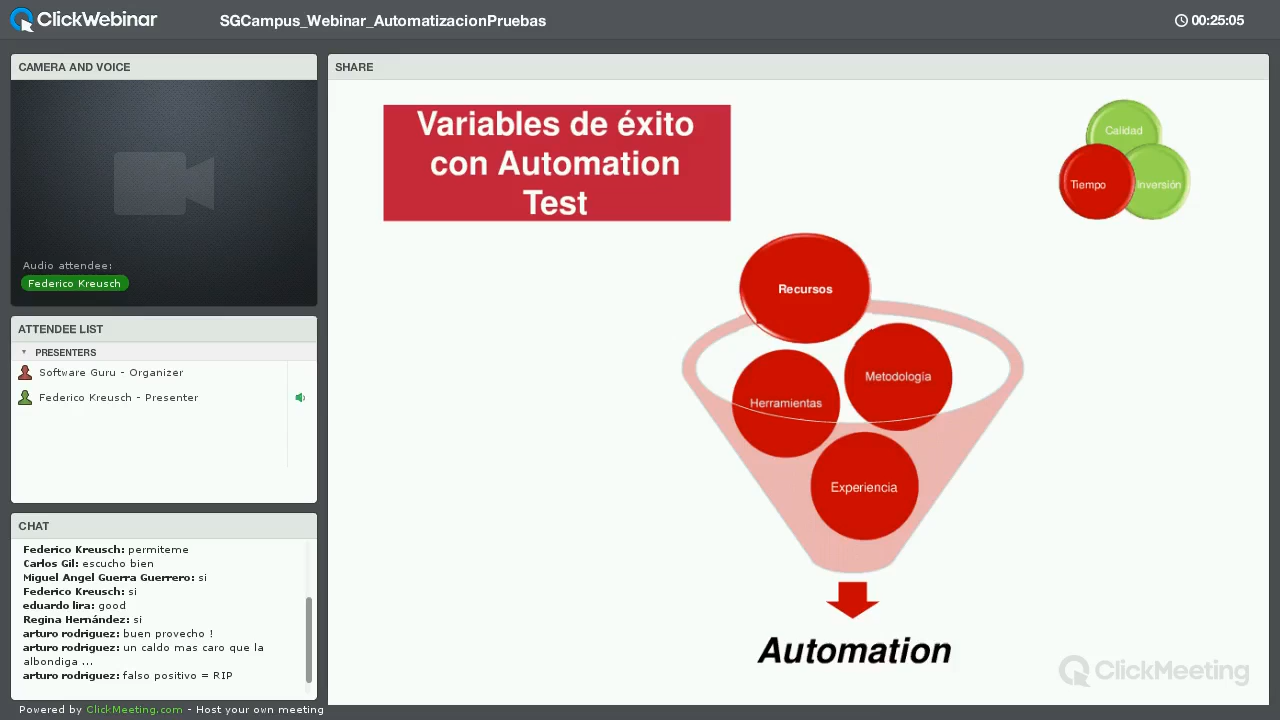 ClickWebinar
SGCampus_Webinar_AutomatizacionPruebas
00:25:05
CAMERA AND VOICE
Audio attendee:
Federico Kreusch
ATTENDEE LIST
PRESENTERS
Software Guru - Organizer
Federico Kreusch - Presenter
CHAT
Federico Kreusch: permiteme
Carlos Gil: escucho bien
Miguel Angel Guerra Guerrero: si
Federico Kreusch: si
eduardo lira: good
Regina Hernández: si
arturo rodriguez: buen provecho !
arturo rodriguez: un caldo mas caro que la
albondiga ...
arturo rodriguez: falso positivo = RIP
Powered by ClickMeeting.com - Host your own meeting
SHARE
Variables de éxito
con Automation
Test
Calidad
Tiempo
Inversión
Recursos
Metodología
Herramientas
Experiencia
Automation
ClickMeeting